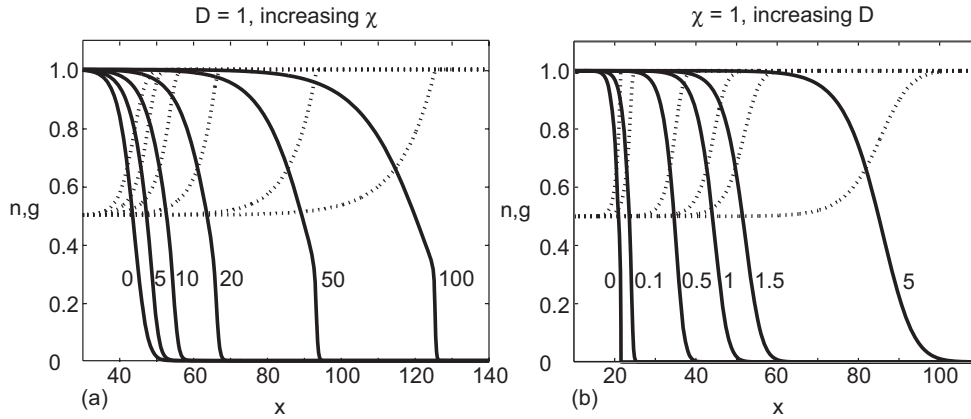 D = 1, increasing χ
1.0
0.8
0.6
n,g
0.4
0.2
0
0 5 10 20 50 100
40 60 80 100 120 140
(a)
x
χ = 1, increasing D
1.0
0.8
0.6
n,g
0.4
0.2
0
0 0.1 0.5 1 1.5 5
20 40 60 80 100
(b)
x